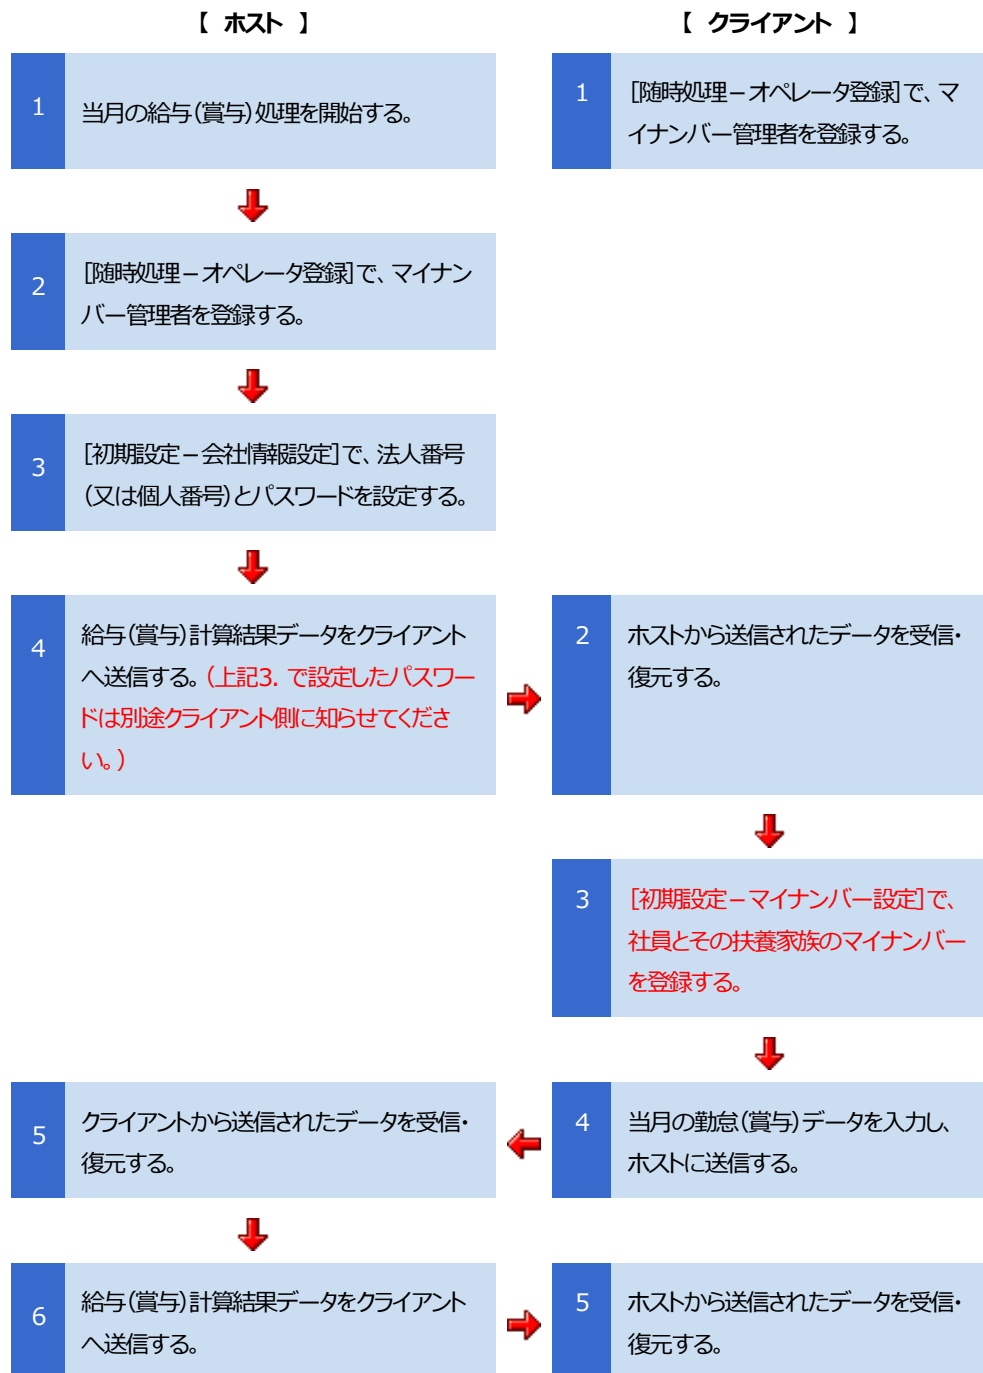 【 ホスト 】
【 クライアント 】
1
当月の給与（賞与）処理を開始する。
1
[随時処理－オペレータ登録]で、マ
イナンバー管理者を登録する。
2
[随時処理－オペレータ登録]で、マイナン
バー管理者を登録する。
3
[初期設定－会社情報設定]で、法人番号
（又は個人番号）とパスワードを設定する。
4
給与（賞与）計算結果データをクライアント
へ送信する。（上記3．で設定したパスワー
ドは別途クライアント側に知らせてくださ
い。）
2
ホストから送信されたデータを受信・
復元する。
3
[初期設定－マイナンバー設定]で、
社員とその扶養家族のマイナンバー
を登録する。
5
クライアントから送信されたデータを受信・
復元する。
4
当月の勤怠（賞与）データを入力し、
ホストに送信する。
6
給与（賞与）計算結果データをクライアント
へ送信する。
5
ホストから送信されたデータを受信・
復元する。